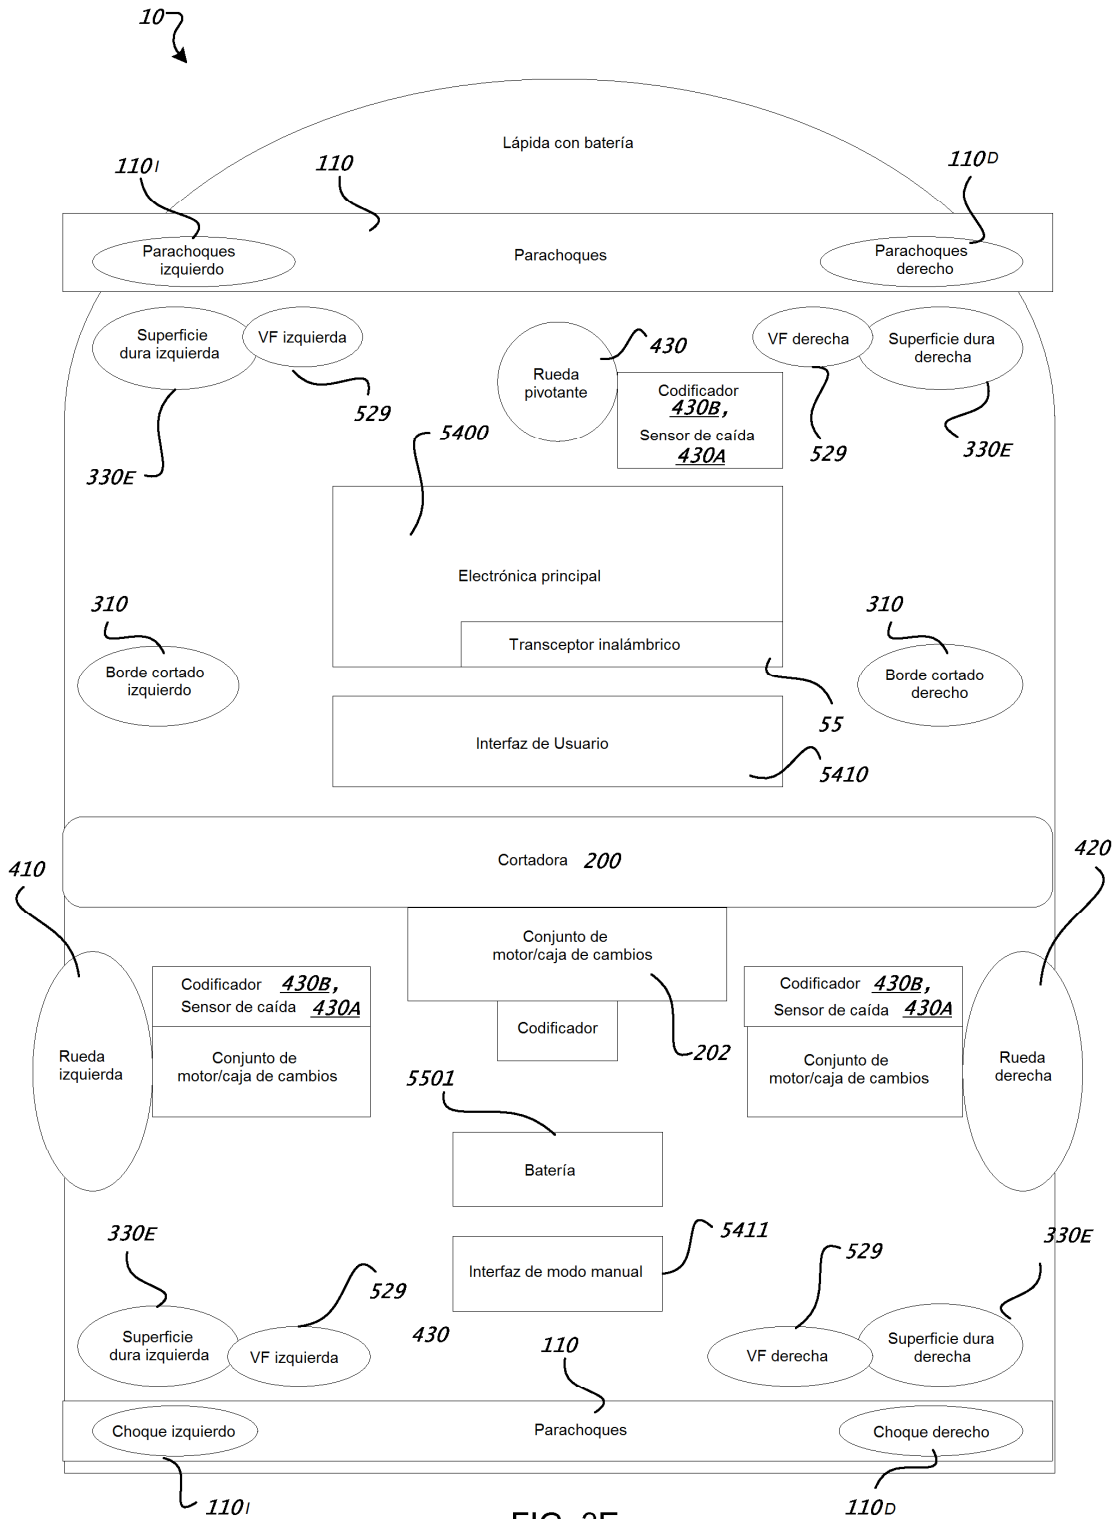 10
Lápida con batería
110I
110
110D
Parachoques
izquierdo
Parachoques
Parachoques
derecho
Superficie
dura izquierda
VF izquierda
529
330E
Rueda
pivotante
430
Codificador
430B,
Sensor de caída
430A
VF derecha
Superficie dura
derecha
529
330E
5400
Electrónica principal
Transceptor inalámbrico
55
310
Borde cortado
izquierdo
310
Borde cortado
derecho
Interfaz de Usuario
5410
Cortadora 200
410
420
Conjunto de
motor/caja de cambios
202
Codificador
Codificador 430B,
Sensor de caída 430A
Conjunto de
motor/caja de cambios
Rueda
izquierda
Codificador 430B,
Sensor de caída 430A
Conjunto de
motor/caja de cambios
Rueda
derecha
5501
Batería
5411
Interfaz de modo manual
330E
529
Superficie
dura izquierda
VF izquierda
430
110
529
330E
VF derecha
Superficie dura
derecha
Choque izquierdo
Parachoques
Choque derecho
110I
110D